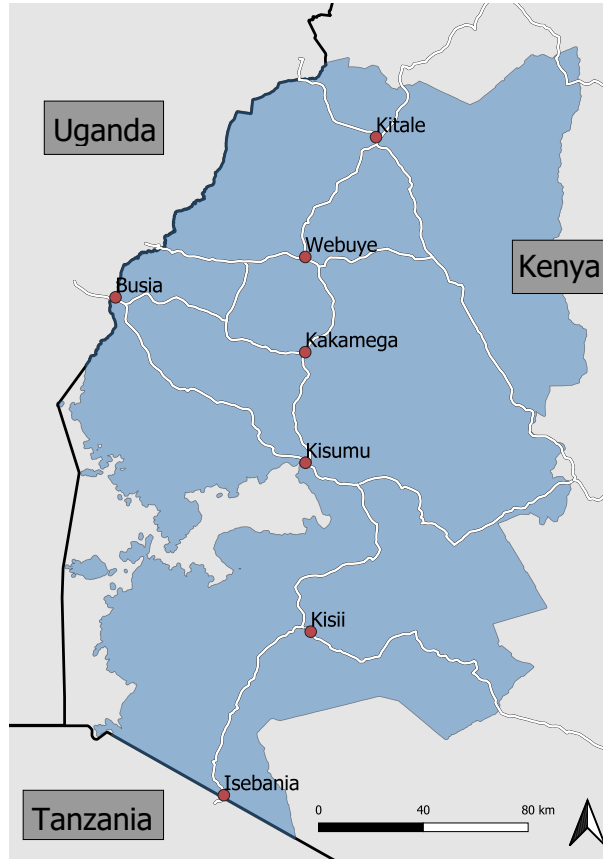 Uganda
Kitale
Webuye
Kenya
Busia
Kakamega
Kisumu
Kisii
Isebania
Tanzania
0 40 80 km